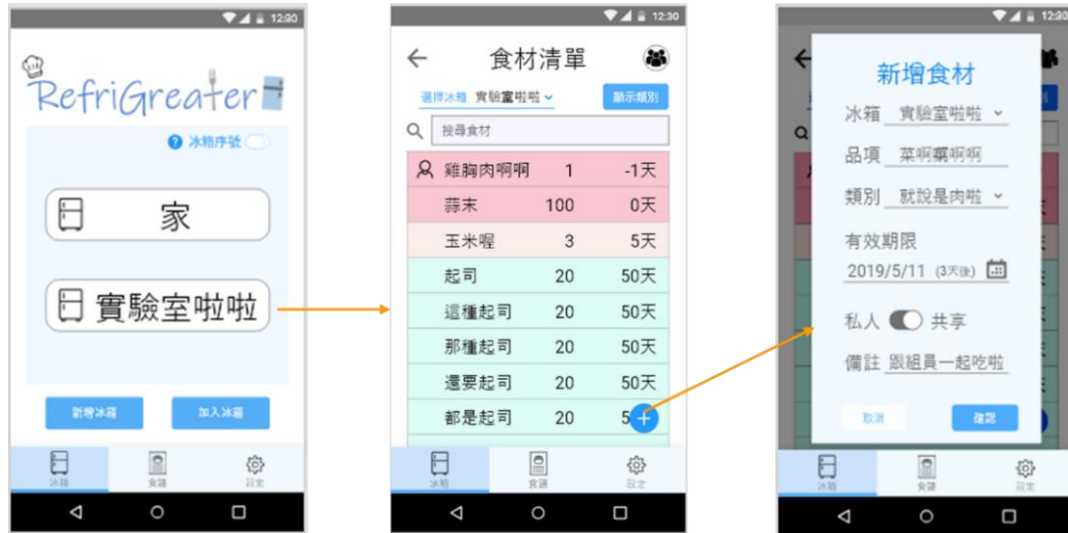 12:30
RefriGreater
? 冰箱序號
家
實驗室啦啦
新增冰箱
加入冰箱
冰箱
食譜
設定
12:30
食材清單
選擇冰箱 實驗室啦啦
顯示類別
搜尋食材
雞胸肉啊啊 1 -1天
蒜末 100 0天
玉米喔 3 5天
起司 20 50天
這種起司 20 50天
那種起司 20 50天
還要起司 20 50天
都是起司 20 5
+
冰箱
食譜
設定
12:30
新增食材
冰箱 實驗室啦啦
類別 就說是肉啦
有效期限
2019/5/11 (3天後)
私人 共享
備註 跟組員一起吃啦
取消
確認
冰箱
食譜
設定